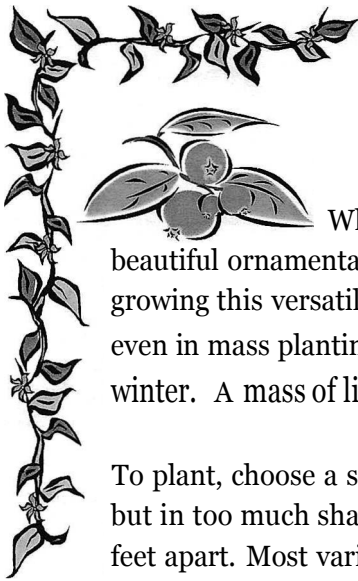 Wh
beautiful ornamenta
growing this versatil
even in mass plantin
winter. A mass of li
To plant, choose a s
but in too much sha
feet apart. Most vari